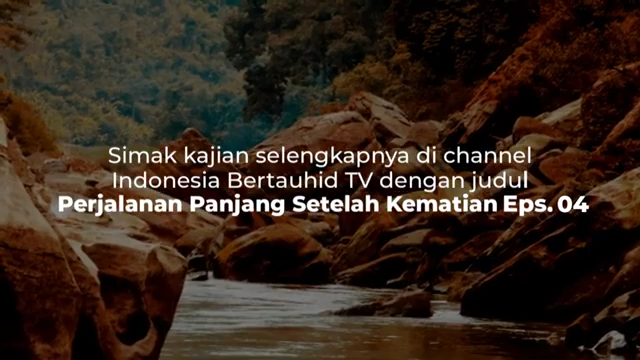 Simak kajian selengkapnya di channel
Indonesia Bertauhid TV dengan judul
Perjalanan Panjang Setelah Kematian Eps. 04